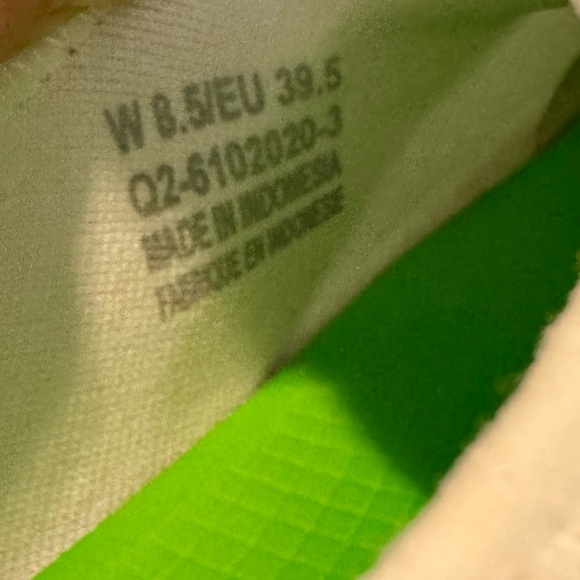 W 8.5/EU 39.5
Q2-6102020-3
MADE IN INDONESIA
FABRIQUE EN INDONESIE